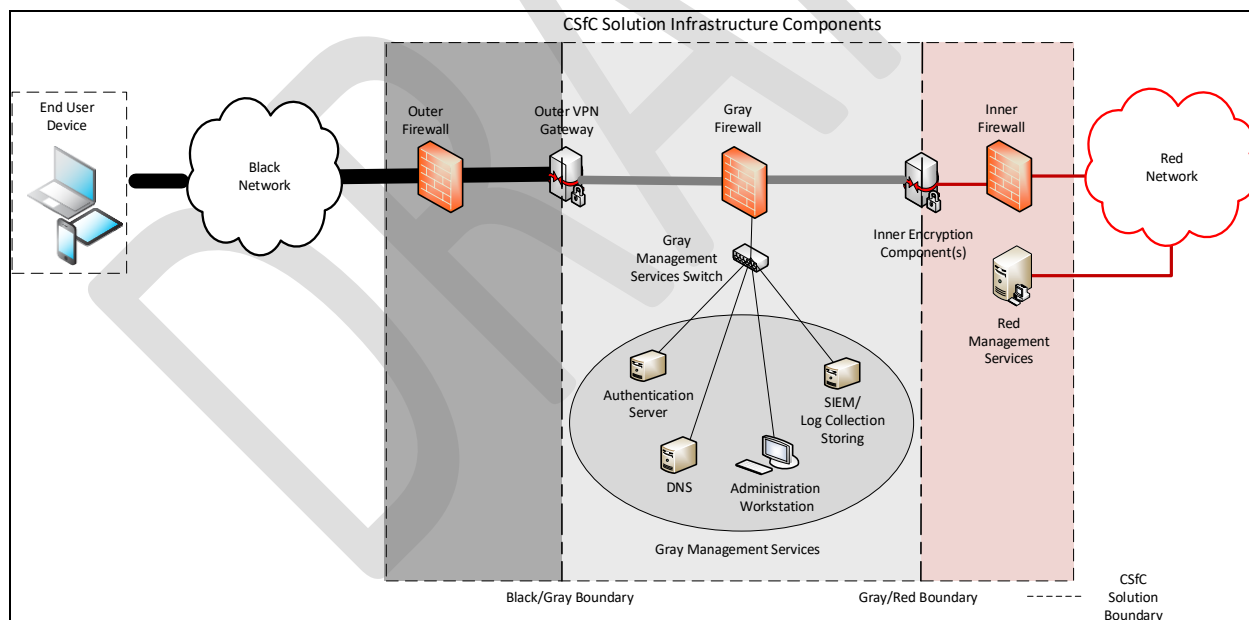 CSfC Solution Infrastructure Components
End User
Device
Black
Network
Outer
Firewall
Outer VPN
Gateway
Gray
Firewall
Inner
Firewall
Red
Network
Inner Encryption
Component(s)
Gray
Management
Services Switch
Red
Management
Services
Authentication
Server
SIEM/
Log Collection
Storing
DNS
Administration
Workstation
Gray Management Services
Black/Gray Boundary
Gray/Red Boundary
CSfC
Solution
Boundary
DRA